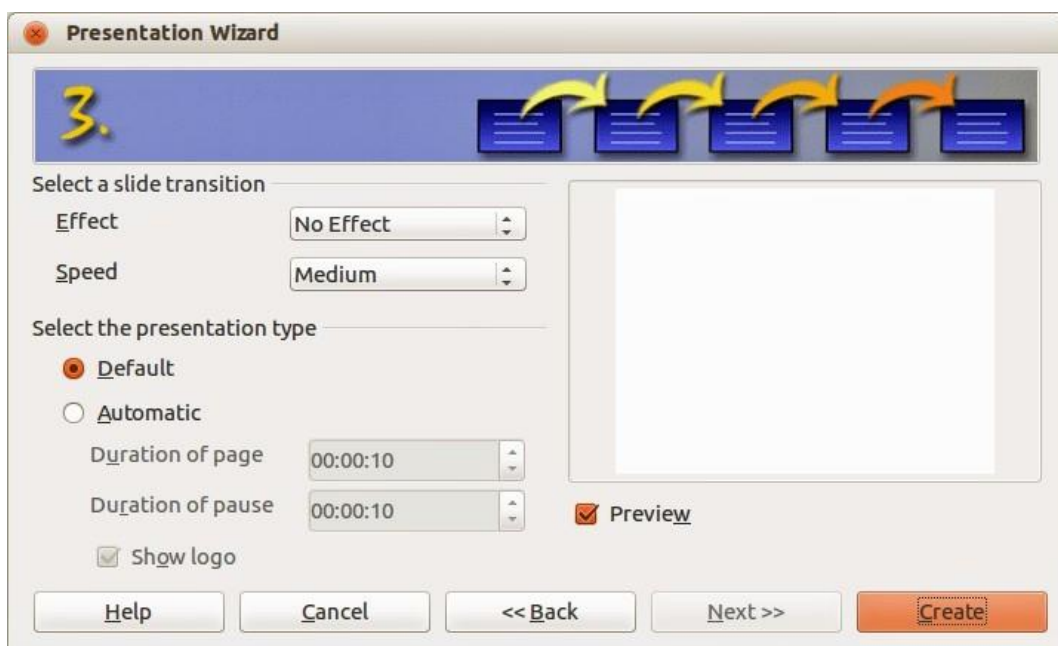 Presentation Wizard
3.
Select a slide transition
Effect No Effect
Speed Medium
Select the presentation type
Default
Automatic
Duration of page 00:00:10
Duration of pause 00:00:10
Preview
Show logo
Help Cancel << Back Next >> Create